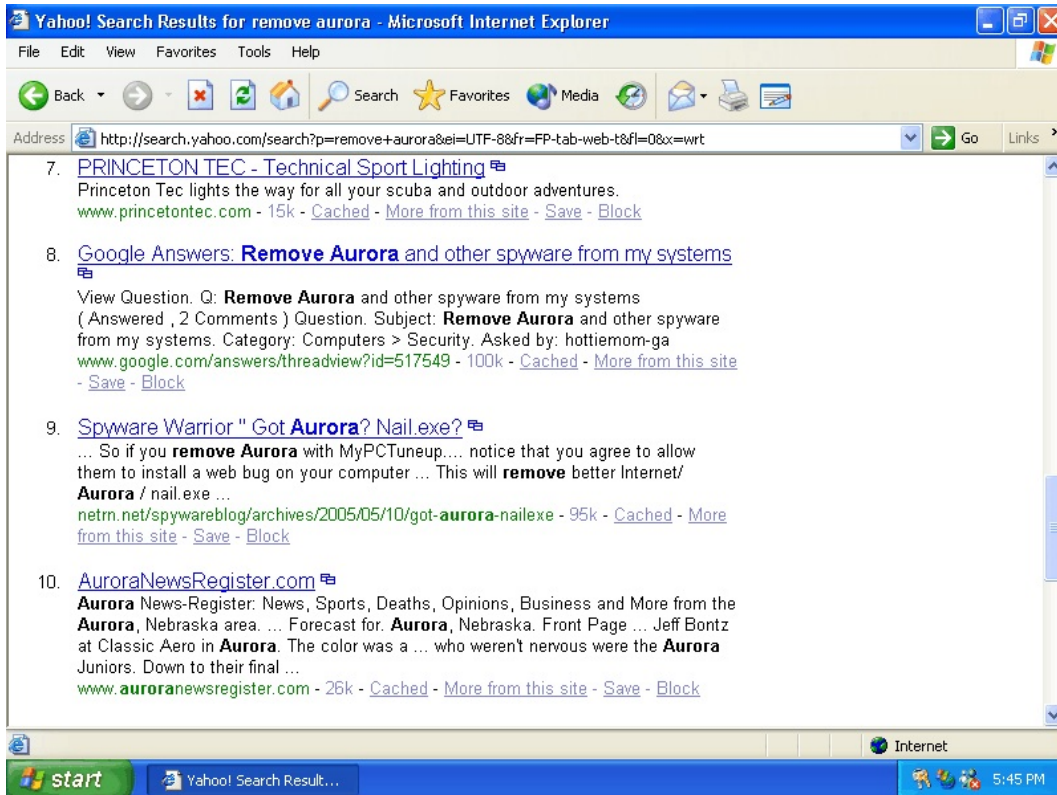 Yahoo! Search Results for remove aurora - Microsoft Internet Explorer
File Edit View Favorites Tools Help
Back Search Favorites Media
Address http://search.yahoo.com/search?p=remove+aurora&ei=UTF-8&fr=FP-tab-web-t&fl=0&x=wrt Go Links
7. PRINCETON TEC - Technical Sport Lighting
Princeton Tec lights the way for all your scuba and outdoor adventures.
www.princetontec.com - 15k - Cached - More from this site - Save - Block
8. Google Answers: Remove Aurora and other spyware from my systems
View Question. Q: Remove Aurora and other spyware from my systems
( Answered , 2 Comments ) Question. Subject: Remove Aurora and other spyware
from my systems. Category: Computers > Security. Asked by: hottiemom-ga
www.google.com/answers/threadview?id=517549 - 100k - Cached - More from this site
- Save - Block
9. Spyware Warrior " Got Aurora? Nail.exe?
... So if you remove Aurora with MyPCTuneup.... notice that you agree to allow
them to install a web bug on your computer ... This will remove better Internet/
Aurora / nail.exe ...
netrn.net/spywareblog/archives/2005/05/10/got-aurora-nailexe - 95k - Cached - More
from this site - Save - Block
10. AuroraNewsRegister.com
Aurora News-Register: News, Sports, Deaths, Opinions, Business and More from the
Aurora, Nebraska area. ... Forecast for. Aurora, Nebraska. Front Page ... Jeff Bontz
at Classic Aero in Aurora. The color was a ... who weren't nervous were the Aurora
Juniors. Down to their final ...
www.auroranewsregister.com - 26k - Cached - More from this site - Save - Block
Internet
start Yahoo! Search Result... 5:45 PM